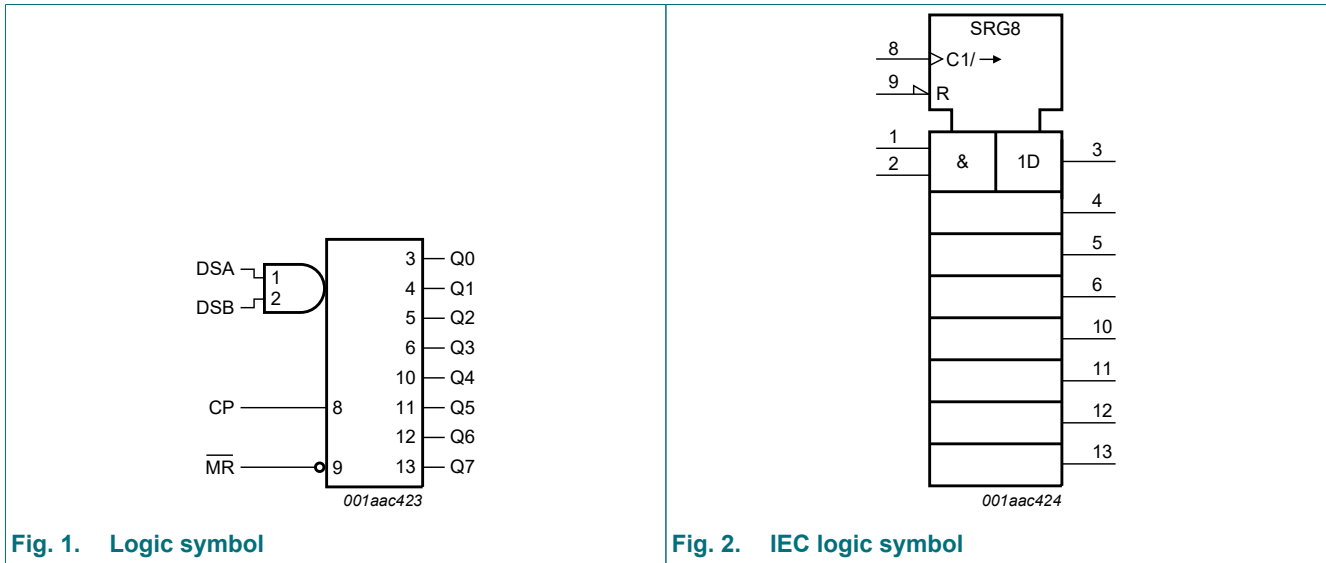 DSA
DSB
1
2
CP
8
MR
9
3 Q0
4 Q1
5 Q2
6 Q3
10 Q4
11 Q5
12 Q6
13 Q7
001aac423
Fig. 1. Logic symbol
SRG8
8
C1/ →
9
R
1
2
&
1D
3
4
5
6
10
11
12
13
001aac424
Fig. 2. IEC logic symbol